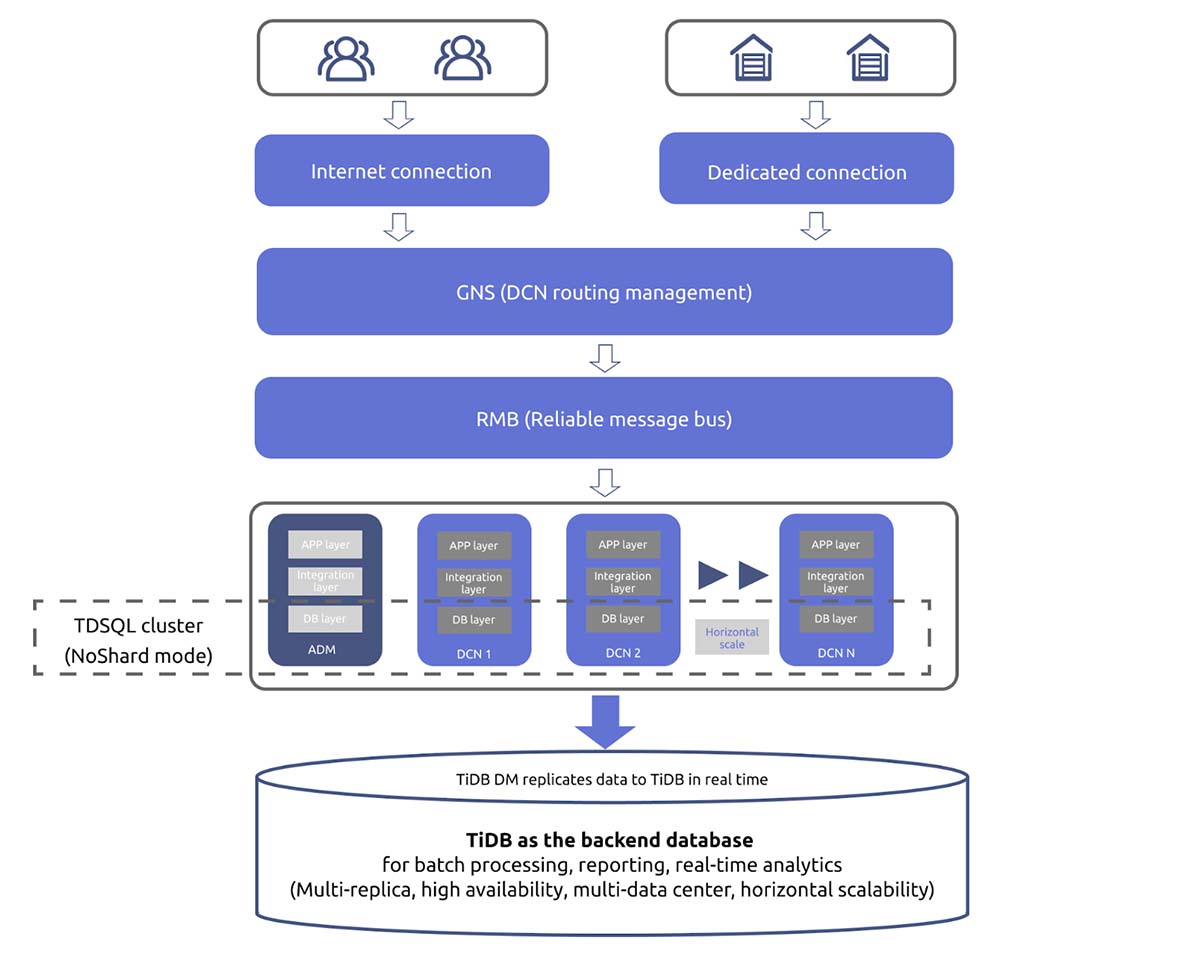 Internet connection
Dedicated connection
GNS (DCN routing management)
RMB (Reliable message bus)
APP layer
Integration
layer
DB layer
ADM
APP layer
Integration
layer
DB layer
DCN 1
APP layer
Integration
layer
DB layer
DCN 2
Horizontal
scale
APP layer
Integration
layer
DB layer
DCN N
TDSQL cluster
(NoShard mode)
TiDB DM replicates data to TiDB in real time
TiDB as the backend database
for batch processing, reporting, real-time analytics
(Multi-replica, high availability, multi-data center, horizontal scalability)